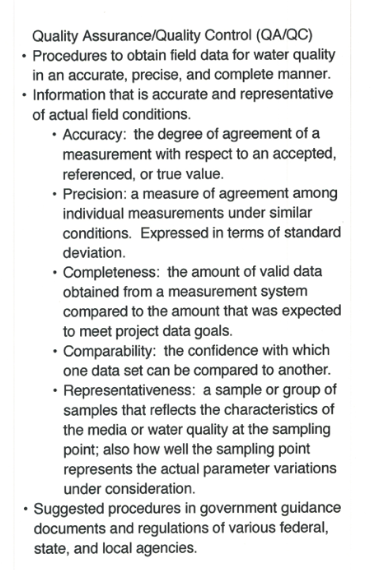 Quality Assurance/Quality Control (QA/QC)
• Procedures to obtain field data for water quality
in an accurate, precise, and complete manner.
• Information that is accurate and representative
of actual field conditions.
• Accuracy: the degree of agreement of a
measurement with respect to an accepted,
referenced, or true value.
• Precision: a measure of agreement among
individual measurements under similar
conditions. Expressed in terms of standard
deviation.
• Completeness: the amount of valid data
obtained from a measurement system
compared to the amount that was expected
to meet project data goals.
• Comparability: the confidence with which
one data set can be compared to another.
• Representativeness: a sample or group of
samples that reflects the characteristics of
the media or water quality at the sampling
point; also how well the sampling point
represents the actual parameter variations
under consideration.
• Suggested procedures in government guidance
documents and regulations of various federal,
state, and local agencies.